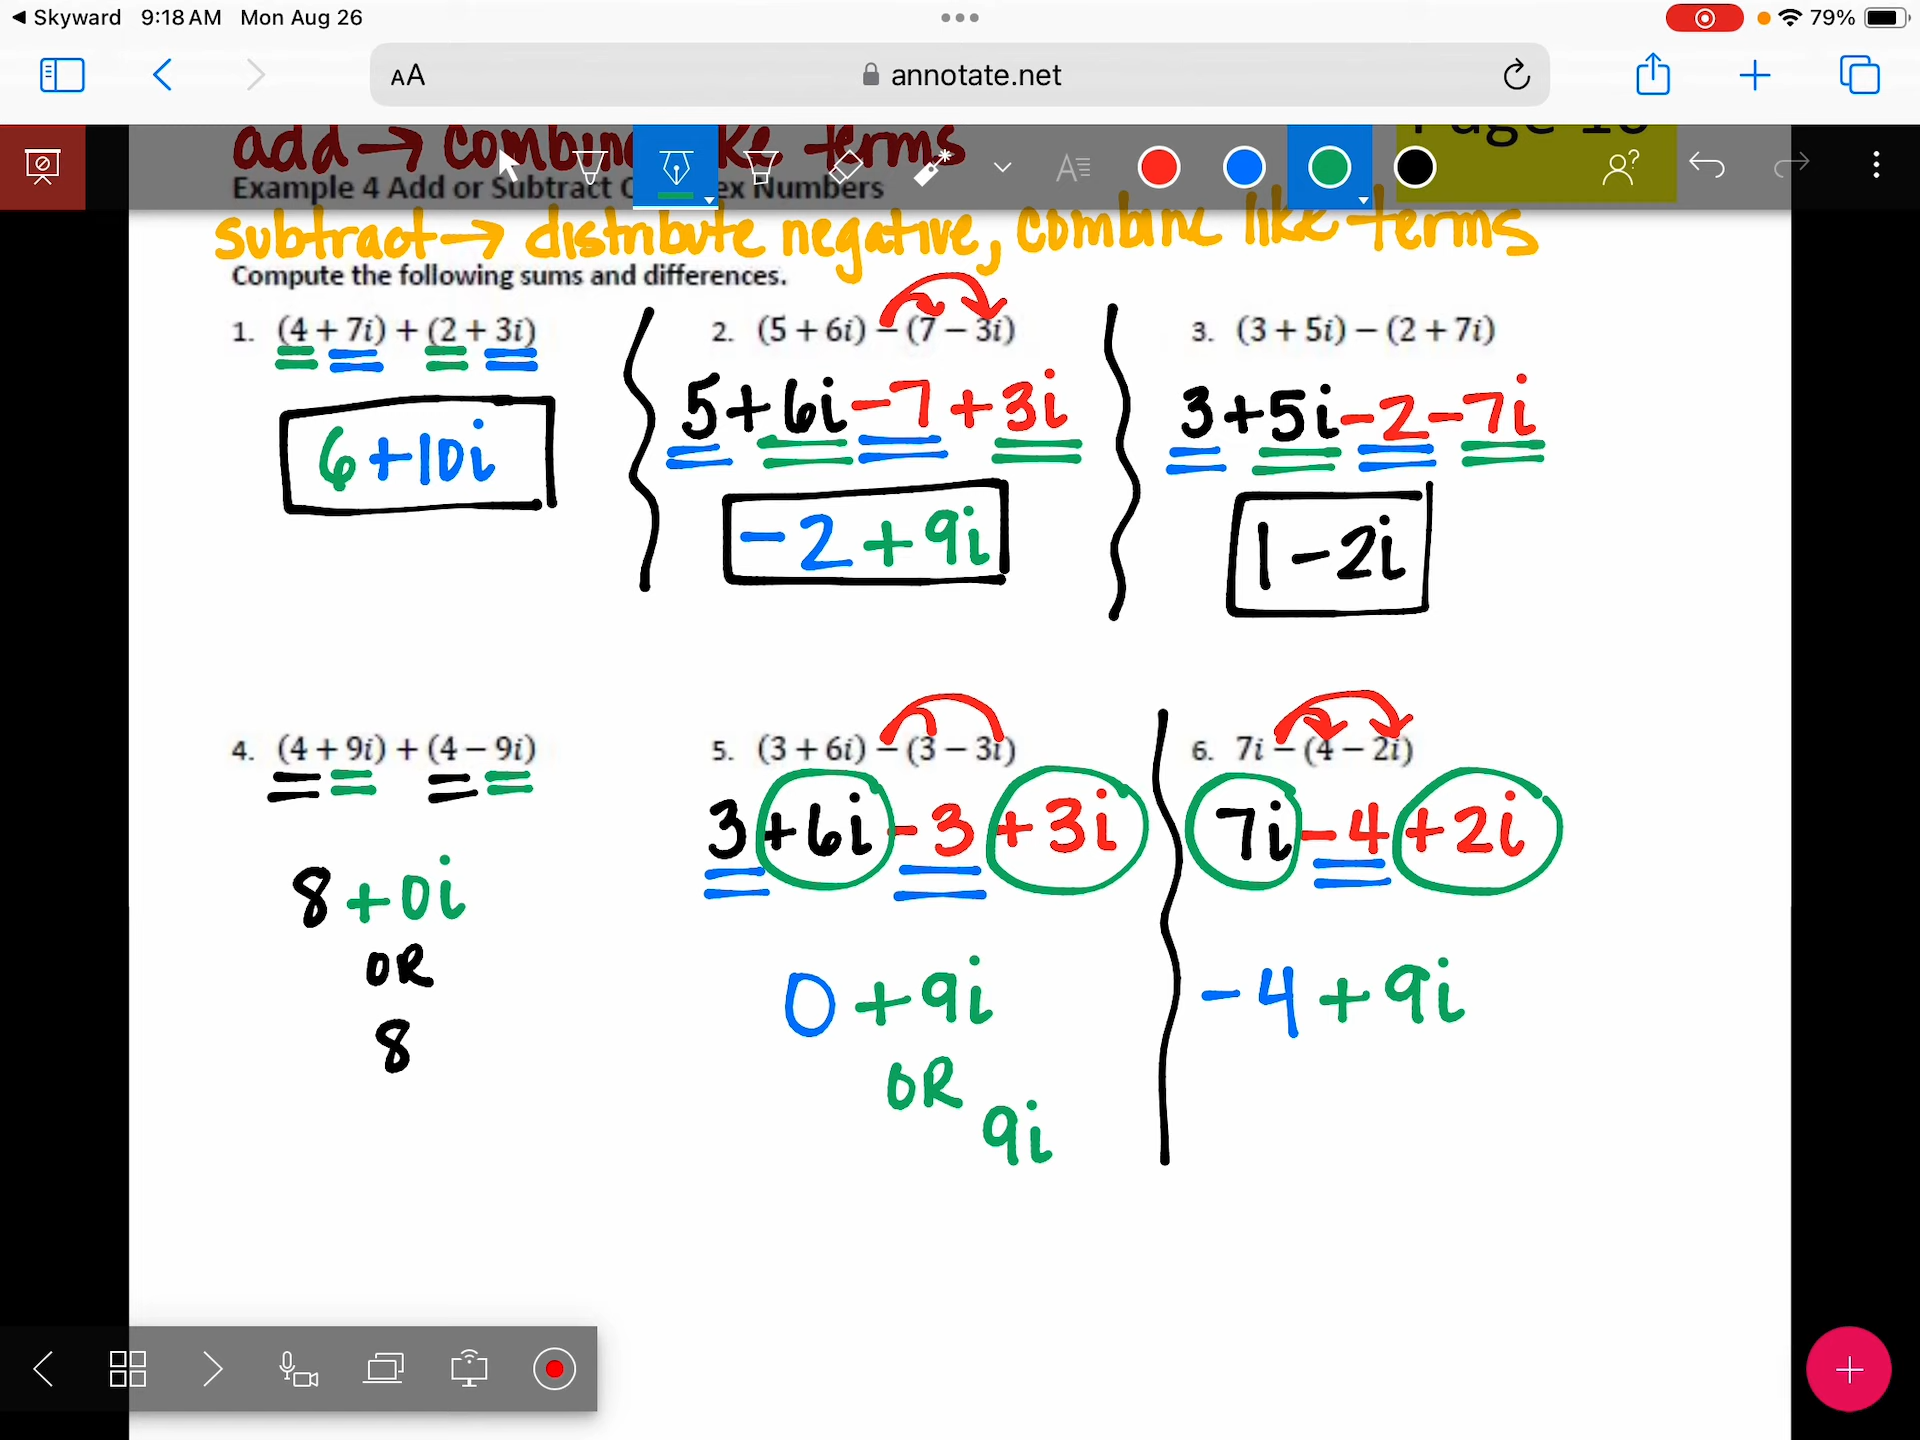 ◀ Skyward 9:18 AM Mon Aug 26
79%
AA
annotate.net
add → combine like terms
Example 4 Add or Subtract Complex Numbers
subtract → distribute negative, combine like terms
Compute the following sums and differences.
1. (4 + 7i) + (2 + 3i)
6 + 10i
2. (5 + 6i) − (7 − 3i)
5 + 6i − 7 + 3i
−2 + 9i
3. (3 + 5i) − (2 + 7i)
3 + 5i − 2 − 7i
1 − 2i
4. (4 + 9i) + (4 − 9i)
8 + 0i
OR
8
5. (3 + 6i) − (3 − 3i)
3 + 6i − 3 + 3i
0 + 9i
OR
9i
6. 7i − (4 − 2i)
7i − 4 + 2i
−4 + 9i